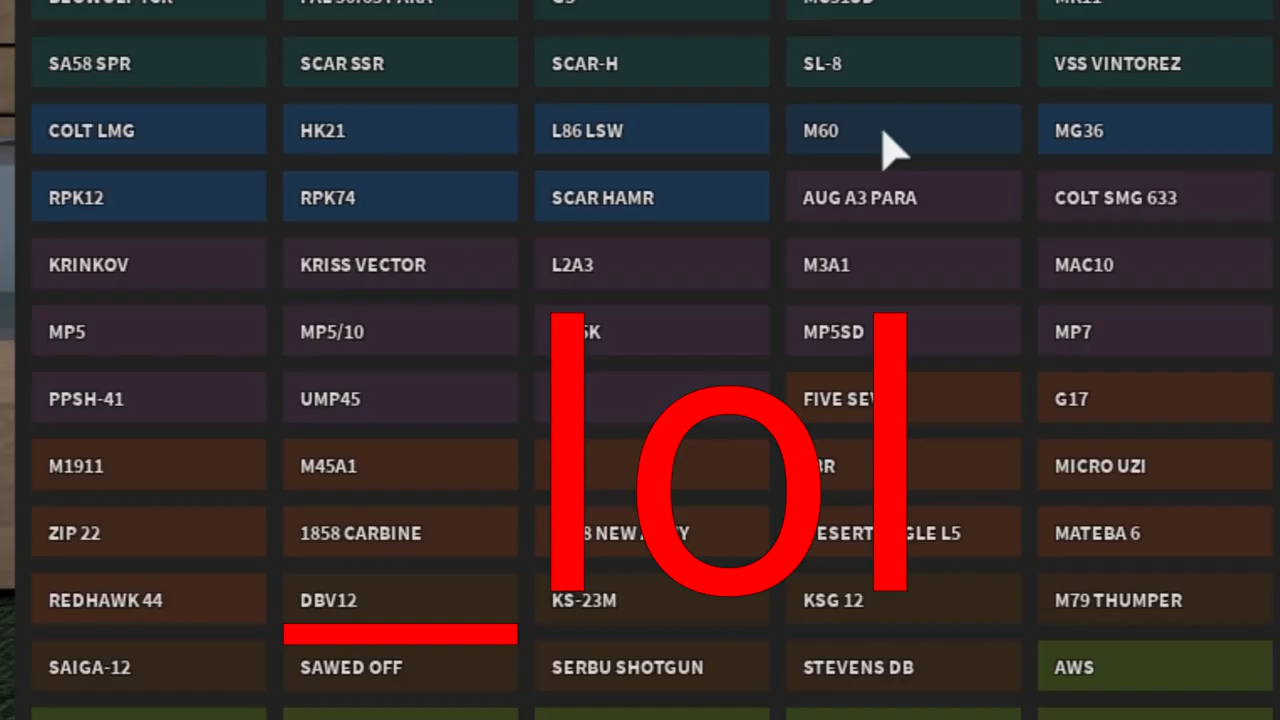 SA58 SPR SCAR SSR SCAR-H SL-8 VSS VINTOREZ
COLT LMG HK21 L86 LSW M60 MG36
RPK12 RPK74 SCAR HAMR AUG A3 PARA COLT SMG 633
KRINKOV KRISS VECTOR L2A3 M3A1 MAC10
MP5 MP5/10 MP5SD MP7
PPSH-41 UMP45 FIVE G17
M1911 M45A1 MICRO UZI
ZIP 22 1858 CARBINE NEW L5 MATEBA 6
lol
REDHAWK 44 DBV12 KS-23M KSG 12 M79 THUMPER
SAIGA-12 SAWED OFF SERBU SHOTGUN STEVENS DB AWS